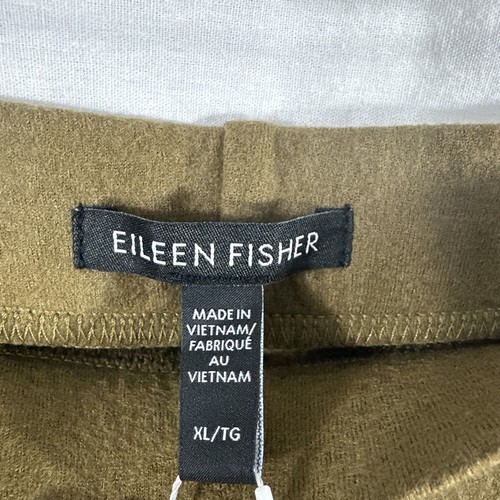 EILEEN FISHER
MADE IN
VIETNAM/
FABRIQUÉ
AU
VIETNAM
XL/TG